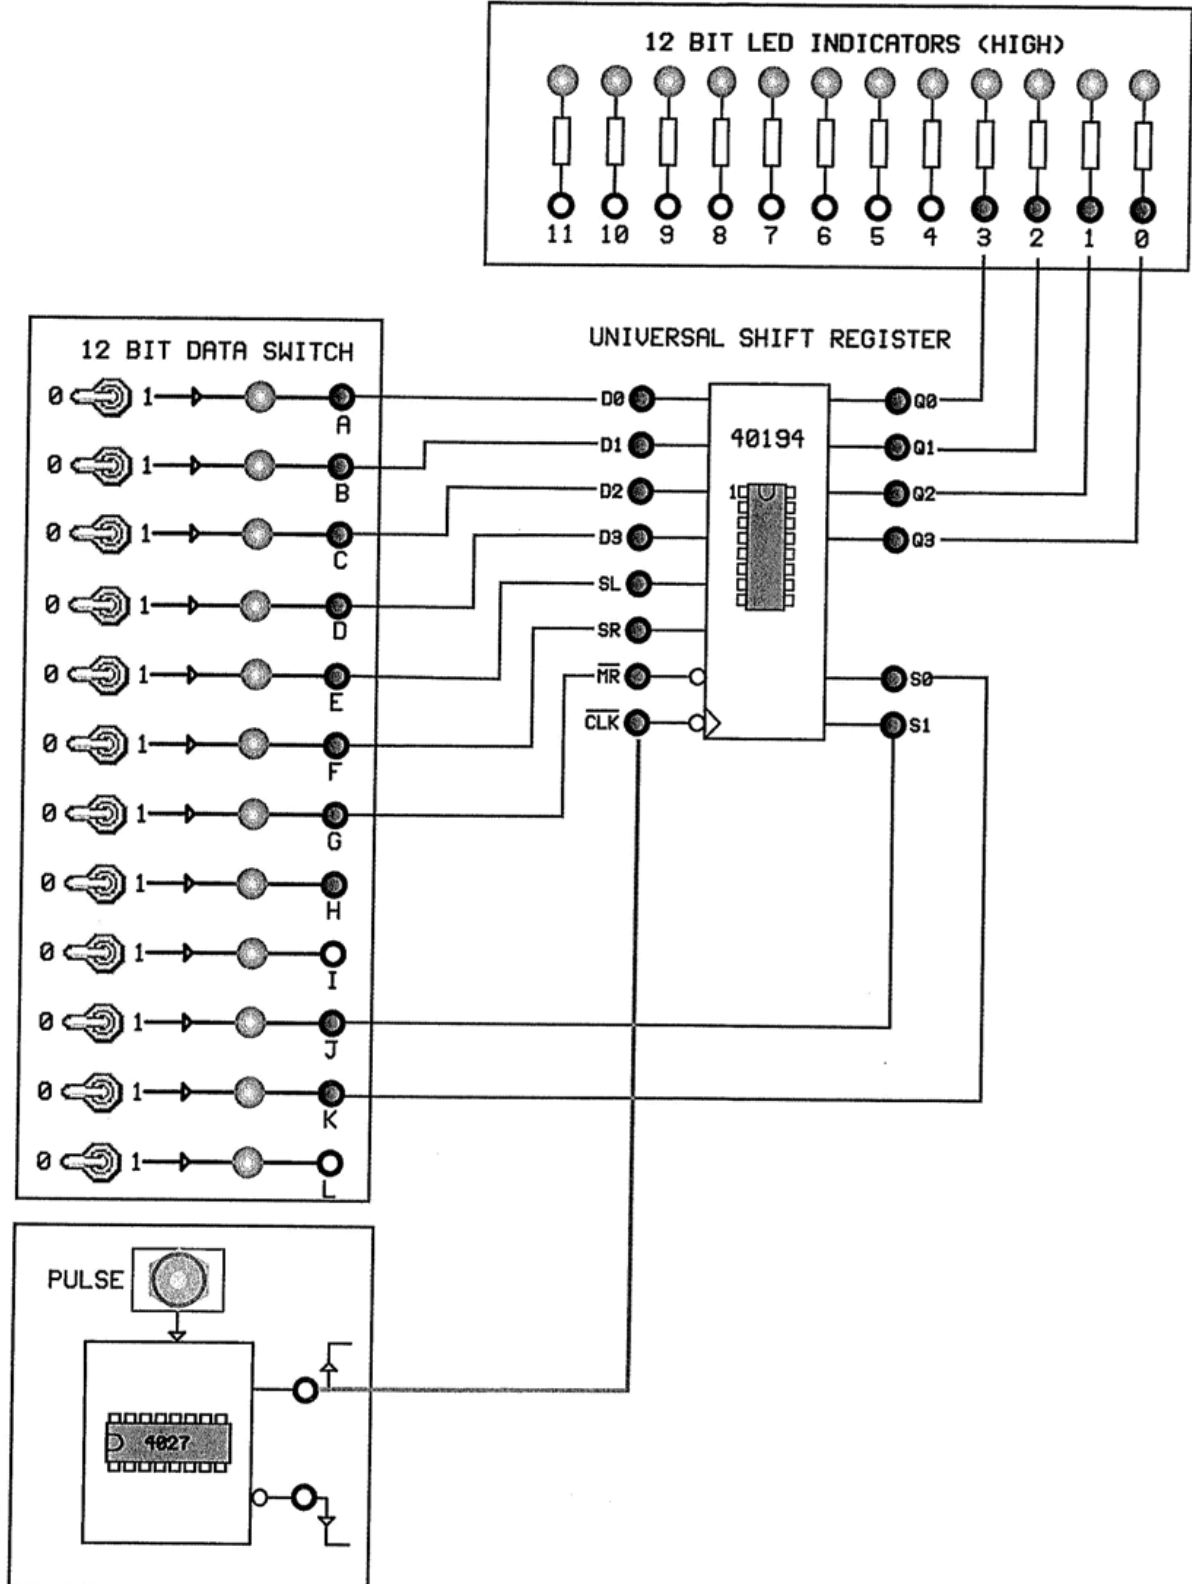 12 BIT LED INDICATORS (HIGH)
11 10 9 8 7 6 5 4 3 2 1 0
12 BIT DATA SWITCH
0 1 A
0 1 B
0 1 C
0 1 D
0 1 E
0 1 F
0 1 G
0 1 H
0 1 I
0 1 J
0 1 K
0 1 L
UNIVERSAL SHIFT REGISTER
D0 Q0
D1 40194 Q1
D2 1 Q2
D3 Q3
SL
SR
M̅R̅ S0
C̅L̅K̅ S1
PULSE
4027